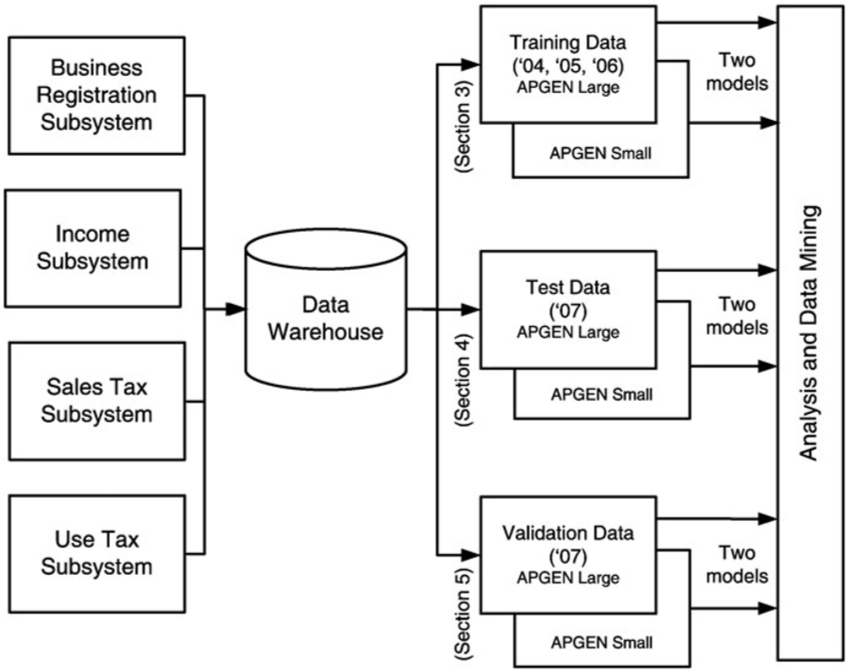 Business
Registration
Subsystem
Income
Subsystem
Sales Tax
Subsystem
Use Tax
Subsystem
Data
Warehouse
(Section 3)
Training Data
(‘04, ‘05, ‘06)
APGEN Large
APGEN Small
Two
models
(Section 4)
Test Data
(‘07)
APGEN Large
APGEN Small
Two
models
(Section 5)
Validation Data
(‘07)
APGEN Large
APGEN Small
Two
models
Analysis and Data Mining